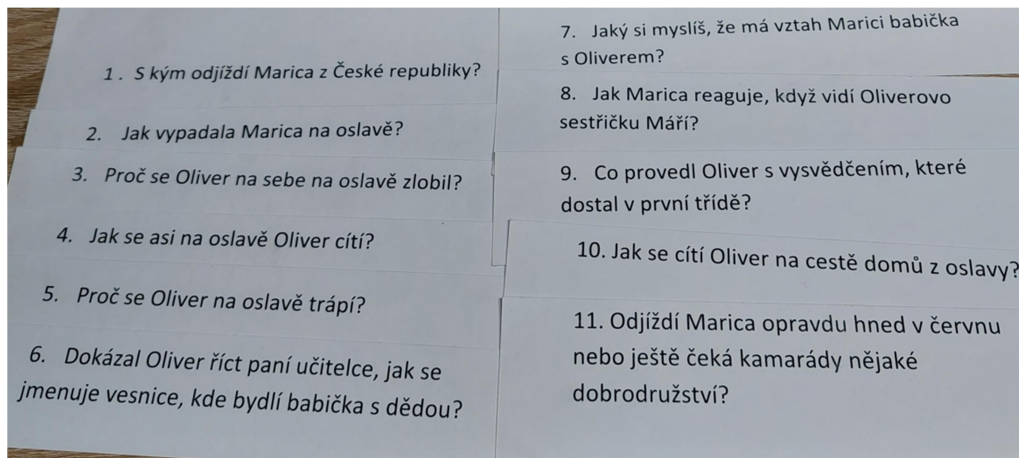 1. S kým odjíždí Marica z České republiky?
2. Jak vypadala Marica na oslavě?
3. Proč se Oliver na sebe na oslavě zlobil?
4. Jak se asi na oslavě Oliver cítí?
5. Proč se Oliver na oslavě trápí?
6. Dokázal Oliver říct paní učitelce, jak se
jmenuje vesnice, kde bydlí babička s dědou?
7. Jaký si myslíš, že má vztah Marici babička
s Oliverem?
8. Jak Marica reaguje, když vidí Oliverovo
sestřičku Máří?
9. Co provedl Oliver s vysvědčením, které
dostal v první třídě?
10. Jak se cítí Oliver na cestě domů z oslavy?
11. Odjíždí Marica opravdu hned v červnu
nebo ještě čeká kamarády nějaké
dobrodružství?